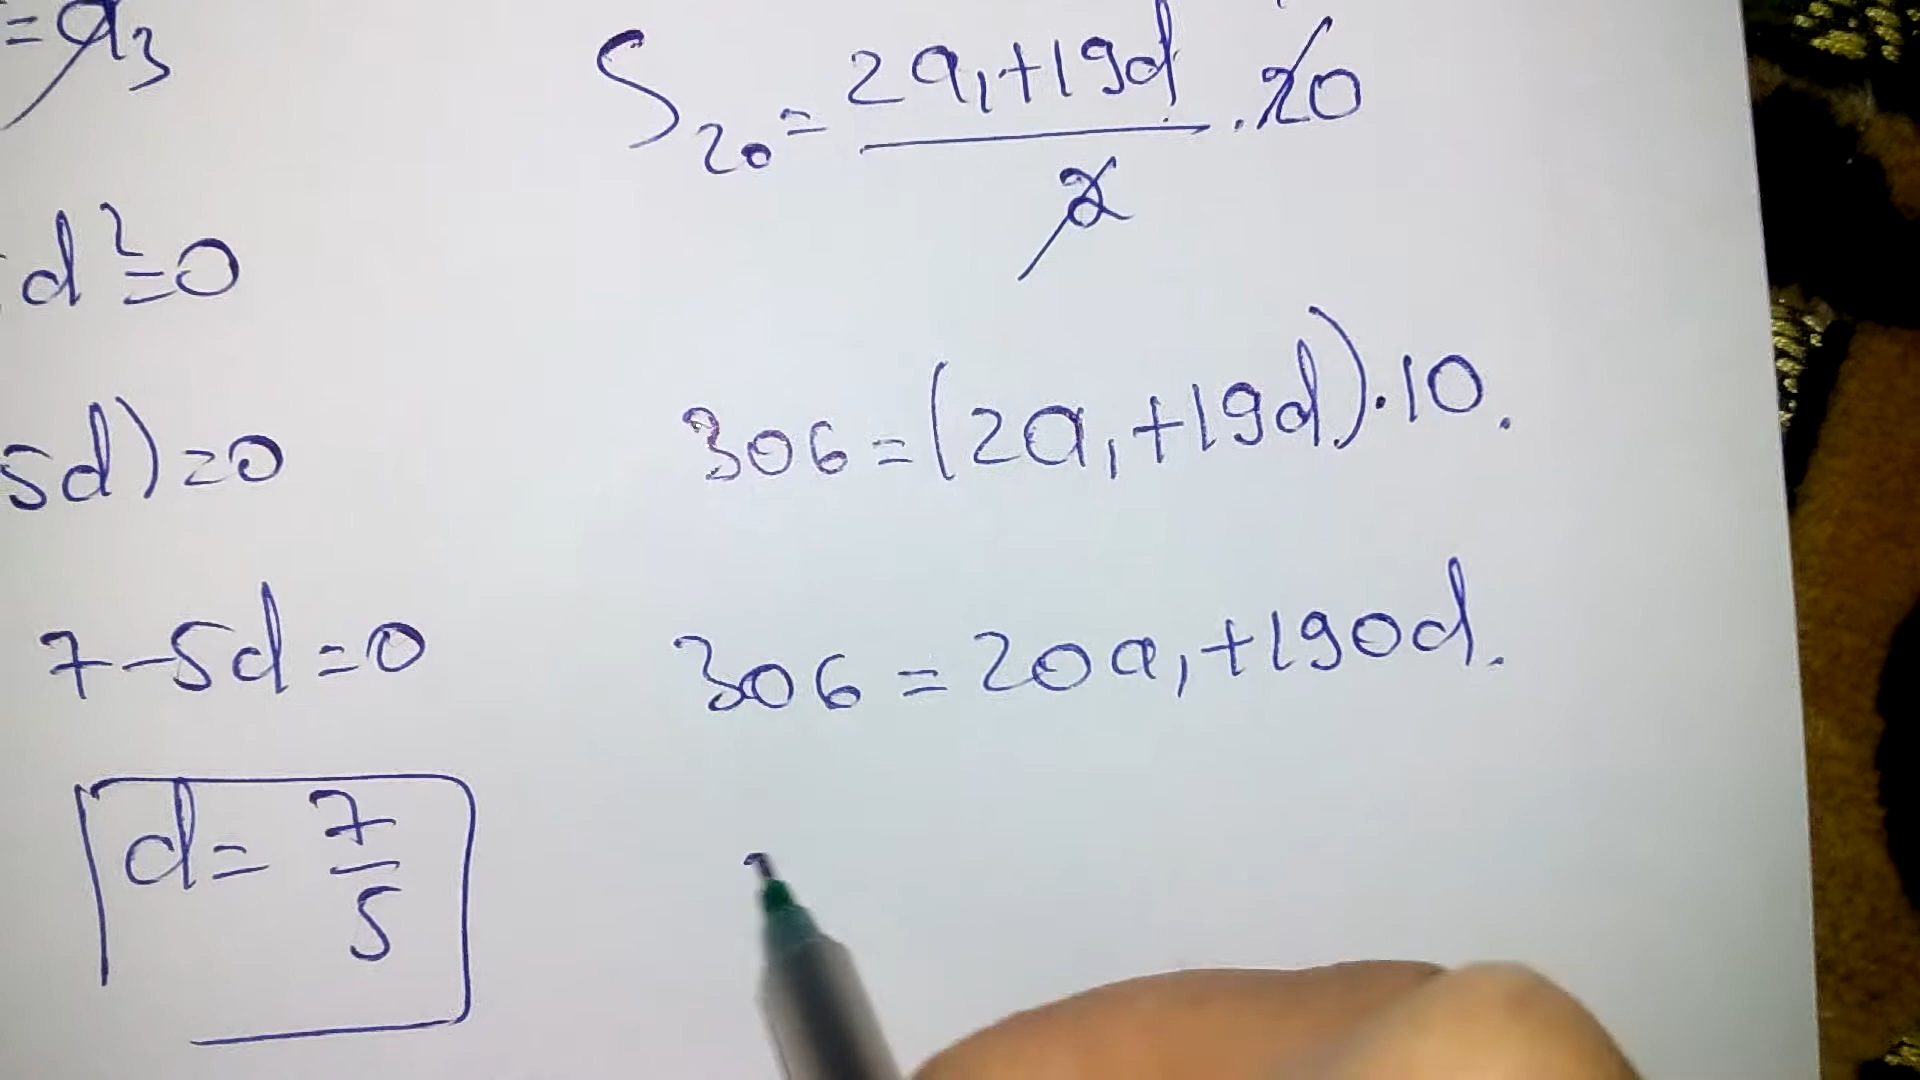 = a₃
d² = 0
5d) = 0
7 - 5d = 0
d = 7/5
S₂₀ = (2a₁ + 19d)/2 . 20
306 = (2a₁ + 19d) · 10.
306 = 20a₁ + 190d.